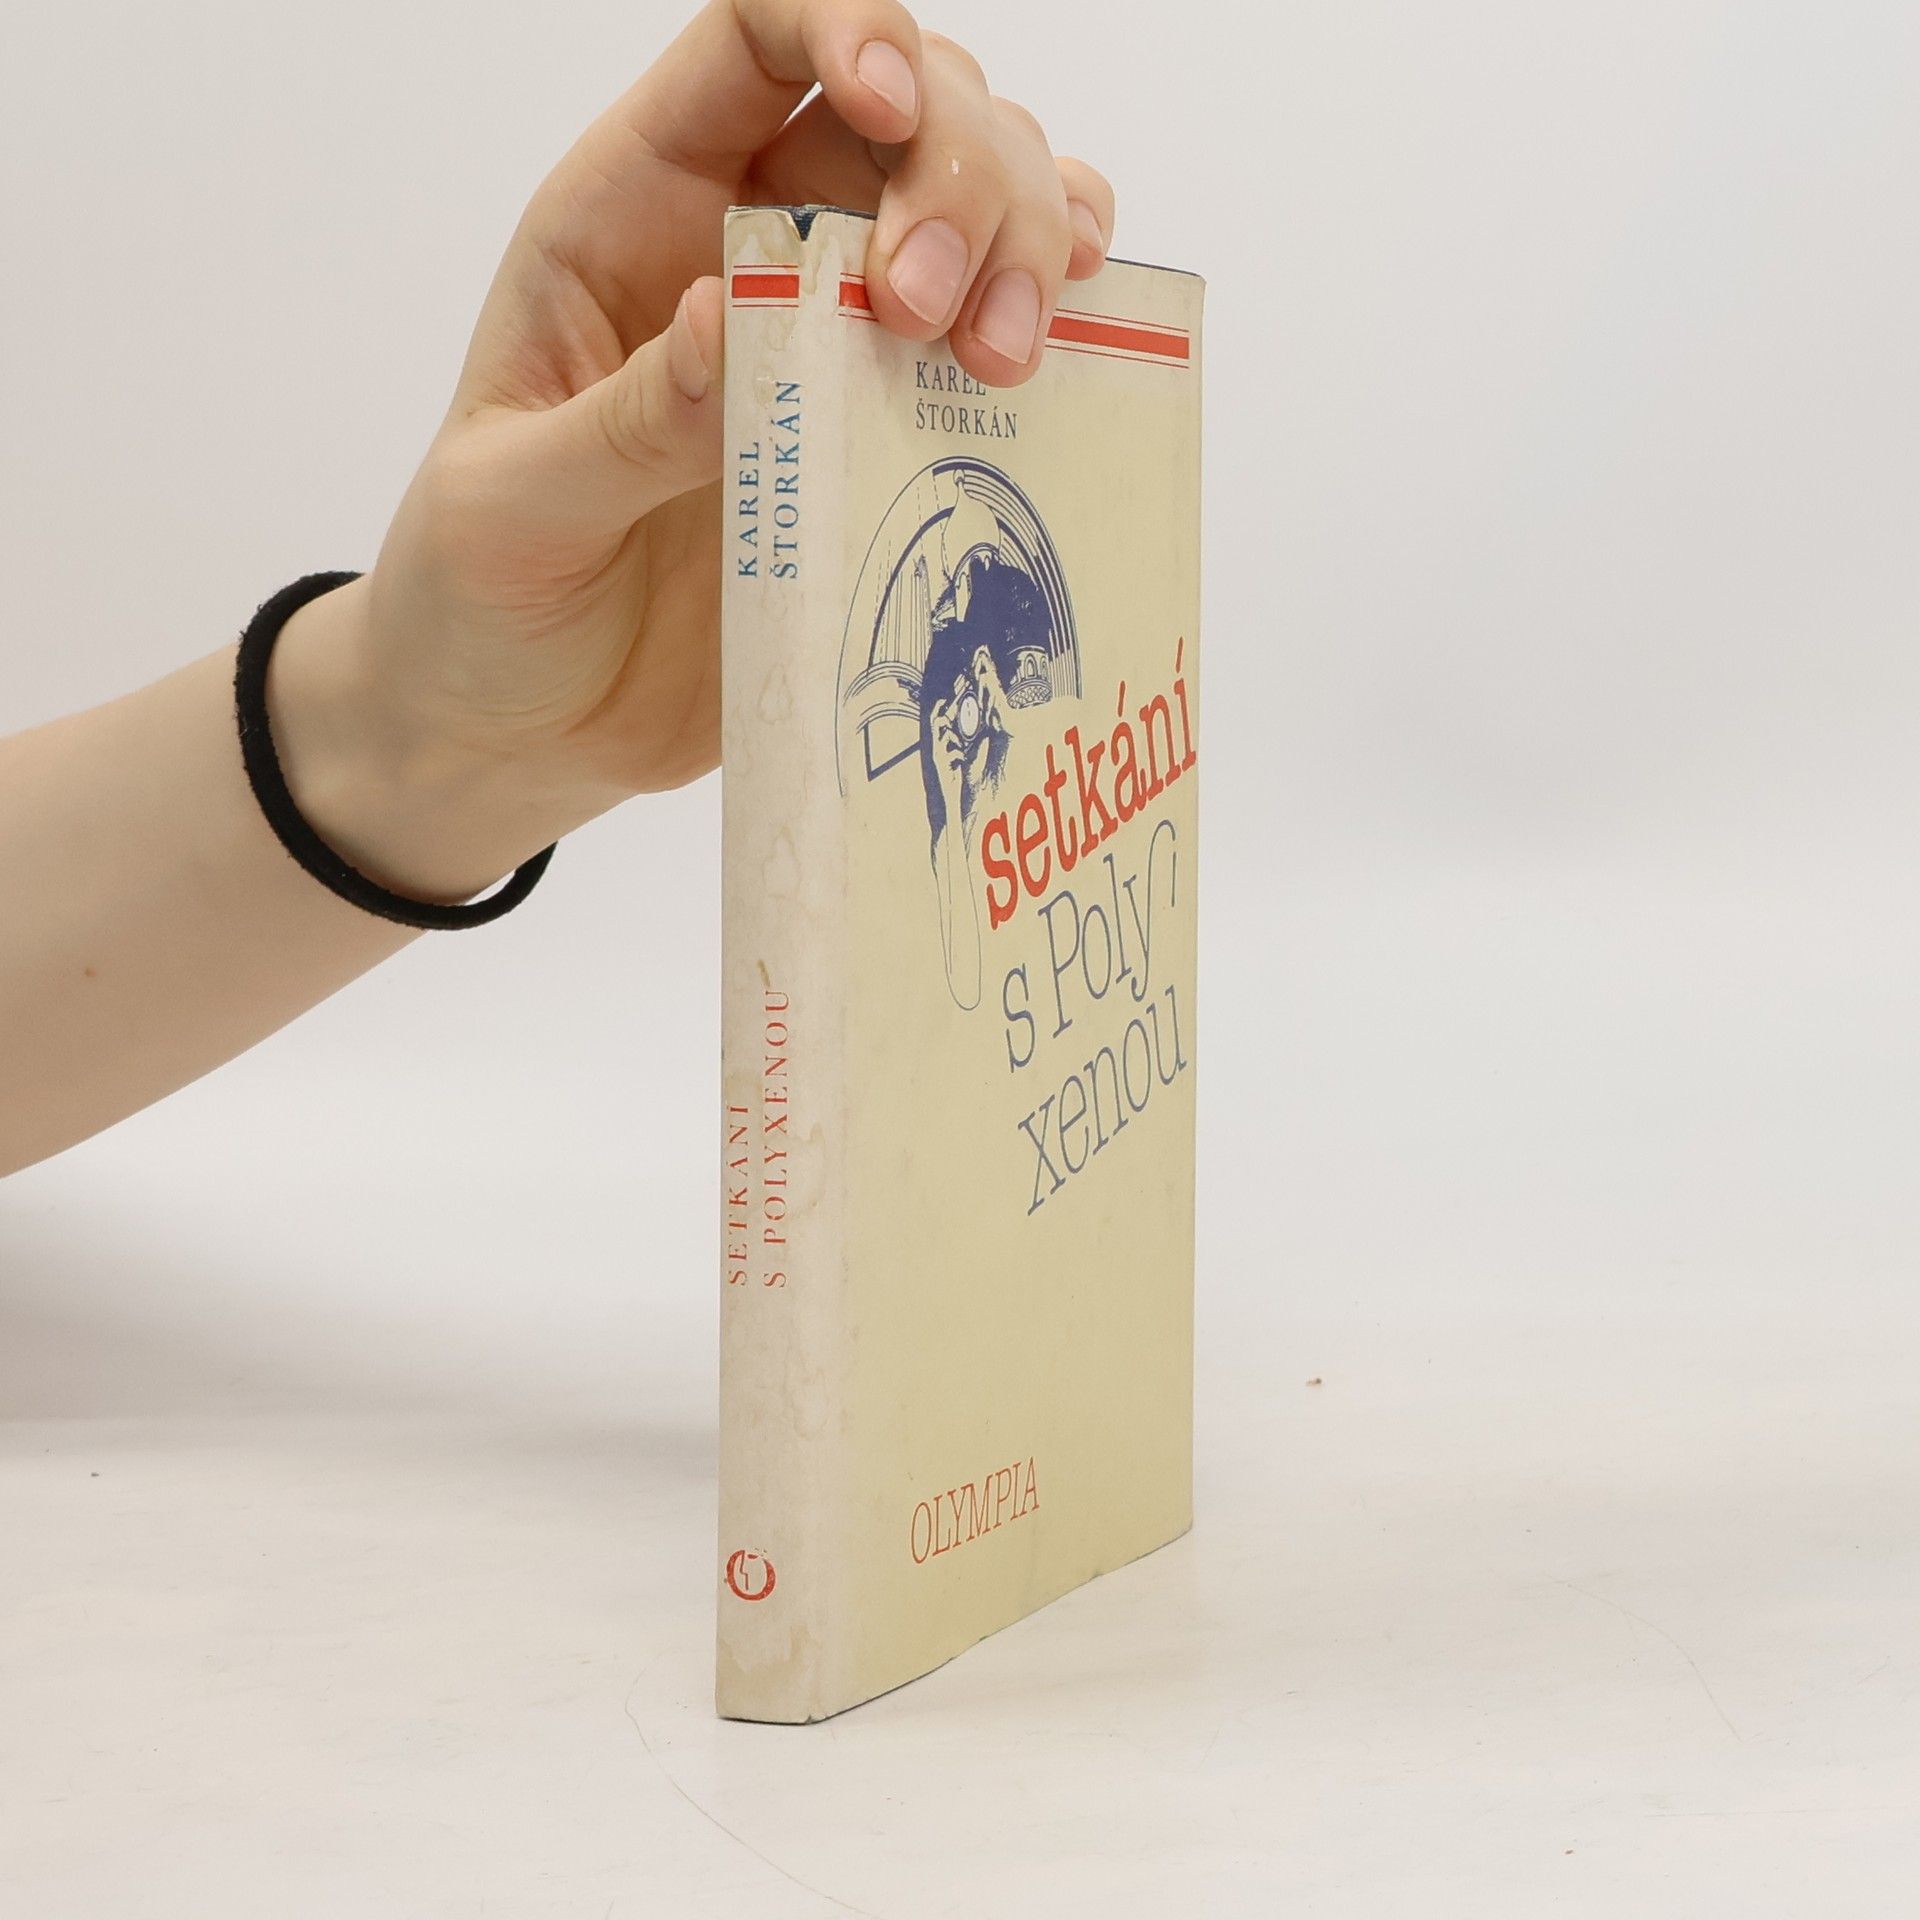 KAREL
ŠTORKÁN
SETKÁNÍ
S POLYXENOU
KAREL
ŠTORKÁN
setkání
s Poly
xenou
OLYMPIA